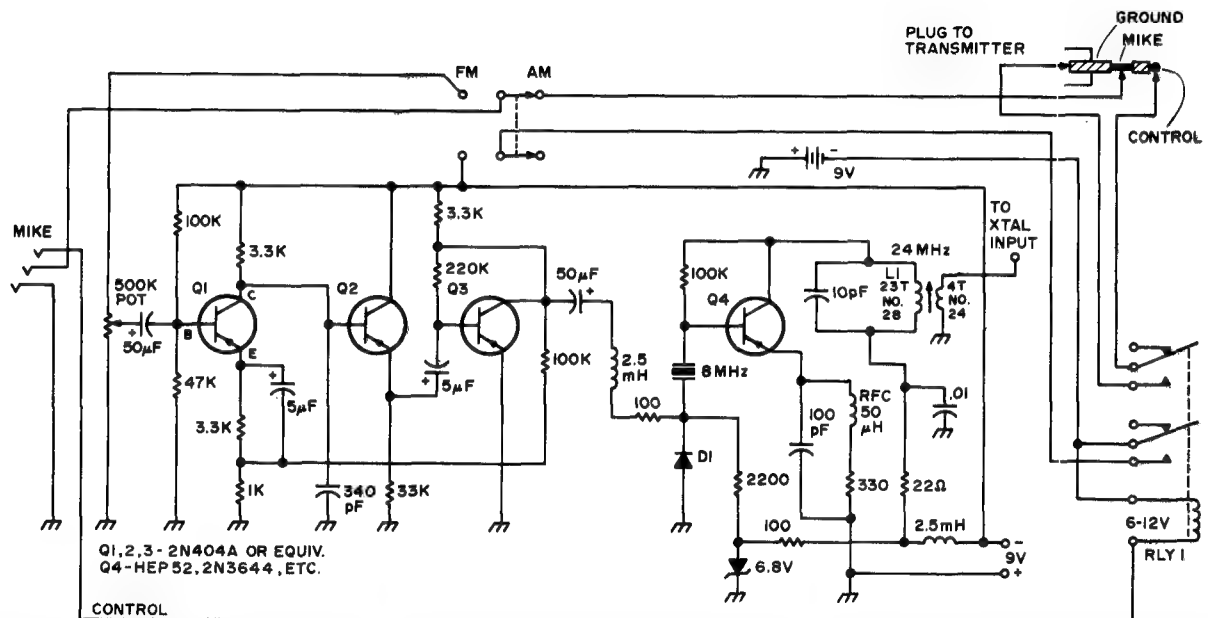 GROUND
MIKE
PLUG TO
TRANSMITTER
FM
AM
CONTROL
+ -
9V
100K
3.3K
3.3K
TO
XTAL
INPUT
MIKE
24 MHz
500K
POT
Q1
C
Q2
220K
Q3
50μF
+
100K
Q4
10pF
L1
23T
NO.
28
4T
NO.
24
B
+
50μF
E
+
5μF
+
5μF
100K
2.5
mH
8MHz
47K
3.3K
100
100
pF
RFC
50
μH
.01
D1
1K
340
pF
33K
2200
330
22Ω
6-12V
100
2.5mH
-
9V
+
RLY 1
Q1,2,3- 2N404A OR EQUIV.
Q4-HEP52, 2N3644, ETC.
6.8V
CONTROL